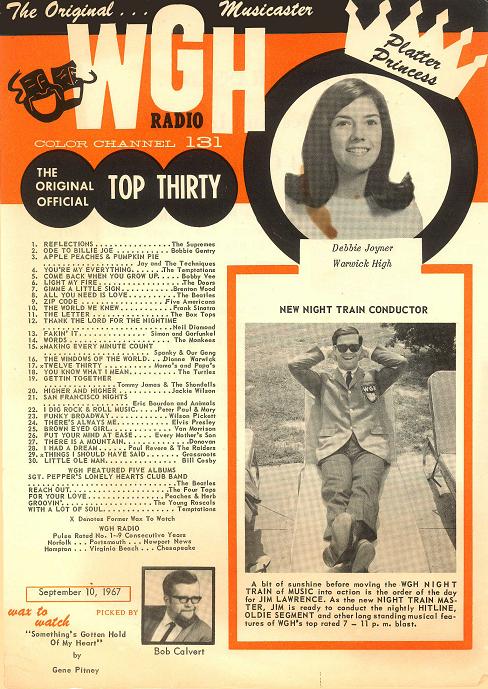 The Original... Musicaster
WGH
RADIO
COLOR CHANNEL 131
Platter
Princess
THE
ORIGINAL
OFFICIAL
TOP THIRTY
Debbie Joyner
Warwick High
1. REFLECTIONS ................The Supremes
2. ODE TO BILLIE JOE ............Bobbie Gentry
3. APPLE PEACHES & PUMPKIN PIE
..................Jay and The Techniques
4. YOU'RE MY EVERYTHING......The Temptations
5. COME BACK WHEN YOU GROW UP.....Bobby Vee
6. LIGHT MY FIRE..................The Doors
7. GIMME A LITTLE SIGN........Brenton Wood
8. ALL YOU NEED IS LOVE........The Beatles
9. ZIP CODE..................Five Americans
10. THE WORLD WE KNEW.........Frank Sinatra
11. THE LETTER...............The Box Tops
12. THANK THE LORD FOR THE NIGHTIME
..........................Neil Diamond
13. FAKIN' IT............Simon and Garfunkel
14. WORDS...................The Monkees
15. xMAKING EVERY MINUTE COUNT
......................Spanky & Our Gang
16. THE WINDOWS OF THE WORLD...Dionne Warwick
17. xTWELVE THIRTY........Mama's and Papa's
18. YOU KNOW WHAT I MEAN.........The Turtles
19. GETTIN TOGETHER
...............Tommy James & The Shondells
20. HIGHER AND HIGHER..........Jackie Wilson
21. SAN FRANCISCO NIGHTS
..................Eric Burdon and Animals
22. I DIG ROCK & ROLL MUSIC.....Peter Paul & Mary
23. FUNKY BROADWAY...........Wilson Pickett
24. THERE'S ALWAYS ME..........Elvis Presley
25. BROWN EYED GIRL............Van Morrison
26. PUT YOUR MIND AT EASE....Every Mother's Son
27. THERE IS A MOUNTAIN............Donovan
28. I HAD A DREAM.....Paul Revere & The Raiders
29. xTHINGS I SHOULD HAVE SAID.....Grassroots
30. LITTLE OLE MAN..............Bill Cosby
WGH FEATURED FIVE ALBUMS
SGT. PEPPER'S LONELY HEARTS CLUB BAND
...........................The Beatles
REACH OUT.................The Four Tops
FOR YOUR LOVE.............Peaches & Herb
GROOVIN'................The Young Rascals
WITH A LOT OF SOUL............Temptations
X Denotes Former Wax To Watch
WGH RADIO
Pulse Rated No. 1-9 Consecutive Years
Norfolk . . . Portsmouth . . . Newport News
Hampton . . . Virginia Beach . . . Chesapeake
September 10, 1967
wax to
watch
PICKED BY
"Something's Gotten Hold
Of My Heart"
by
Gene Pitney
Bob Calvert
NEW NIGHT TRAIN CONDUCTOR
WGH
A bit of sunshine before moving the WGH NIGHT
TRAIN of MUSIC into action is the order of the day
for JIM LAWRENCE. As the new NIGHT TRAIN MAS-
TER, JIM is ready to conduct the nightly HITLINE,
OLDIE SEGMENT and other long standing musical fea-
tures of WGH's top rated 7 - 11 p. m. blast.